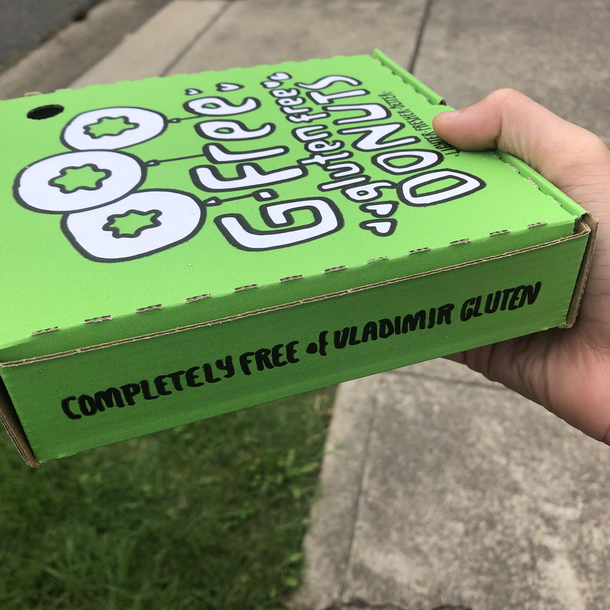 G.Free
gluten free
DONUTS
COMPLETELY FREE of VLADIMIR GLUTEN